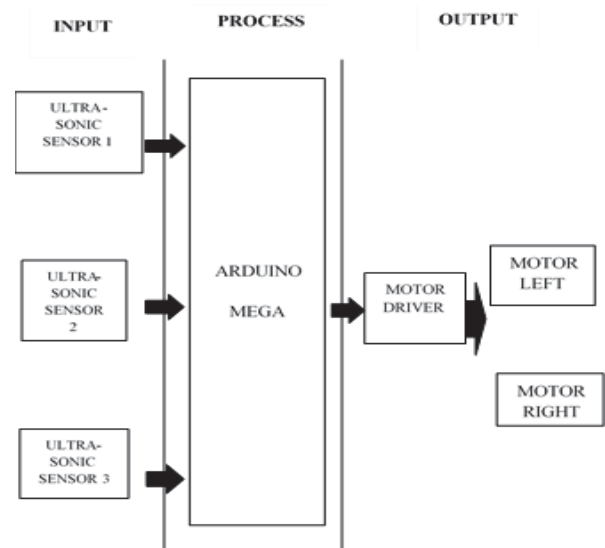 INPUT
PROCESS
OUTPUT
ULTRA-
SONIC
SENSOR 1
ULTRA-
SONIC
SENSOR
2
ULTRA-
SONIC
SENSOR 3
ARDUINO
MEGA
MOTOR
DRIVER
MOTOR
LEFT
MOTOR
RIGHT